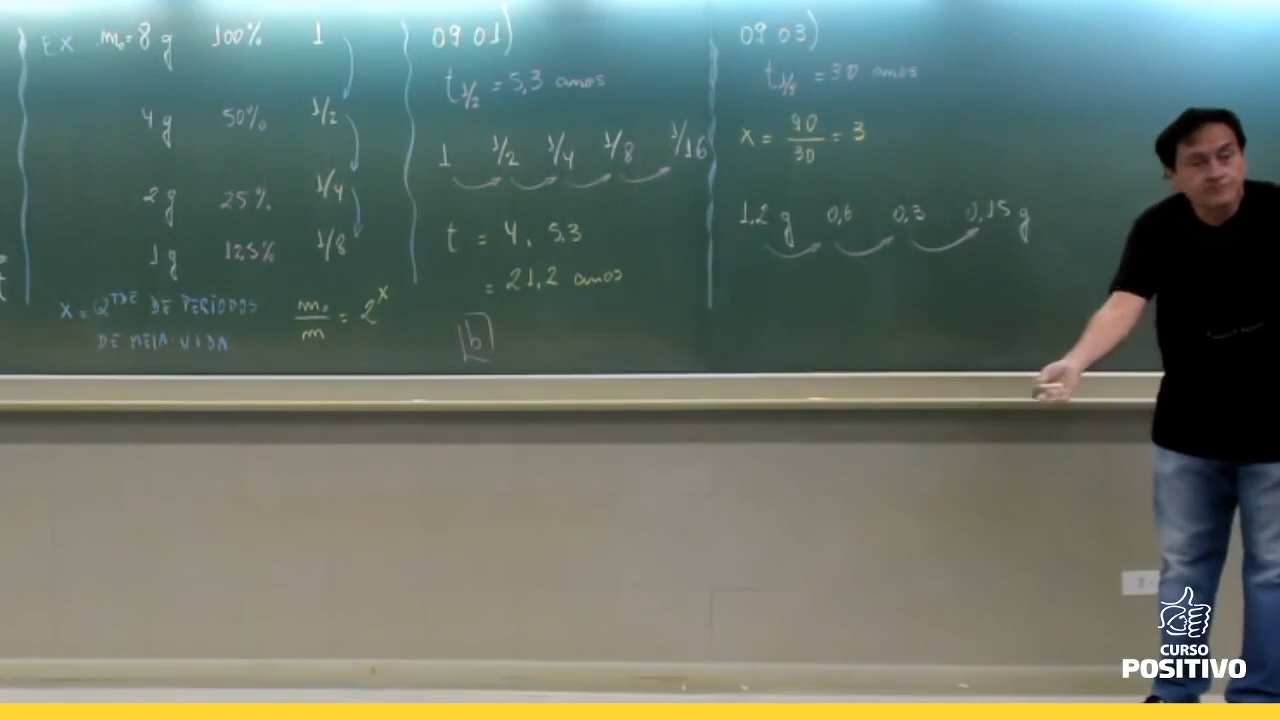 EX m₀=8 g 100% 1
4 g 50% 1/2
2 g 25% 1/4
1 g 12,5% 1/8
X = QTDE DE PERÍODOS
DE MEIA-VIDA
m₀/m = 2^x
09 01)
t 1/2 = 5,3 anos
1 1/2 1/4 1/8 1/16
t = 4 . 5,3
= 21,2 anos
b
09 03)
= 30 anos
X = 90/30 = 3
1,2 g 0,6 0,3 0,15 g
CURSO
POSITIVO